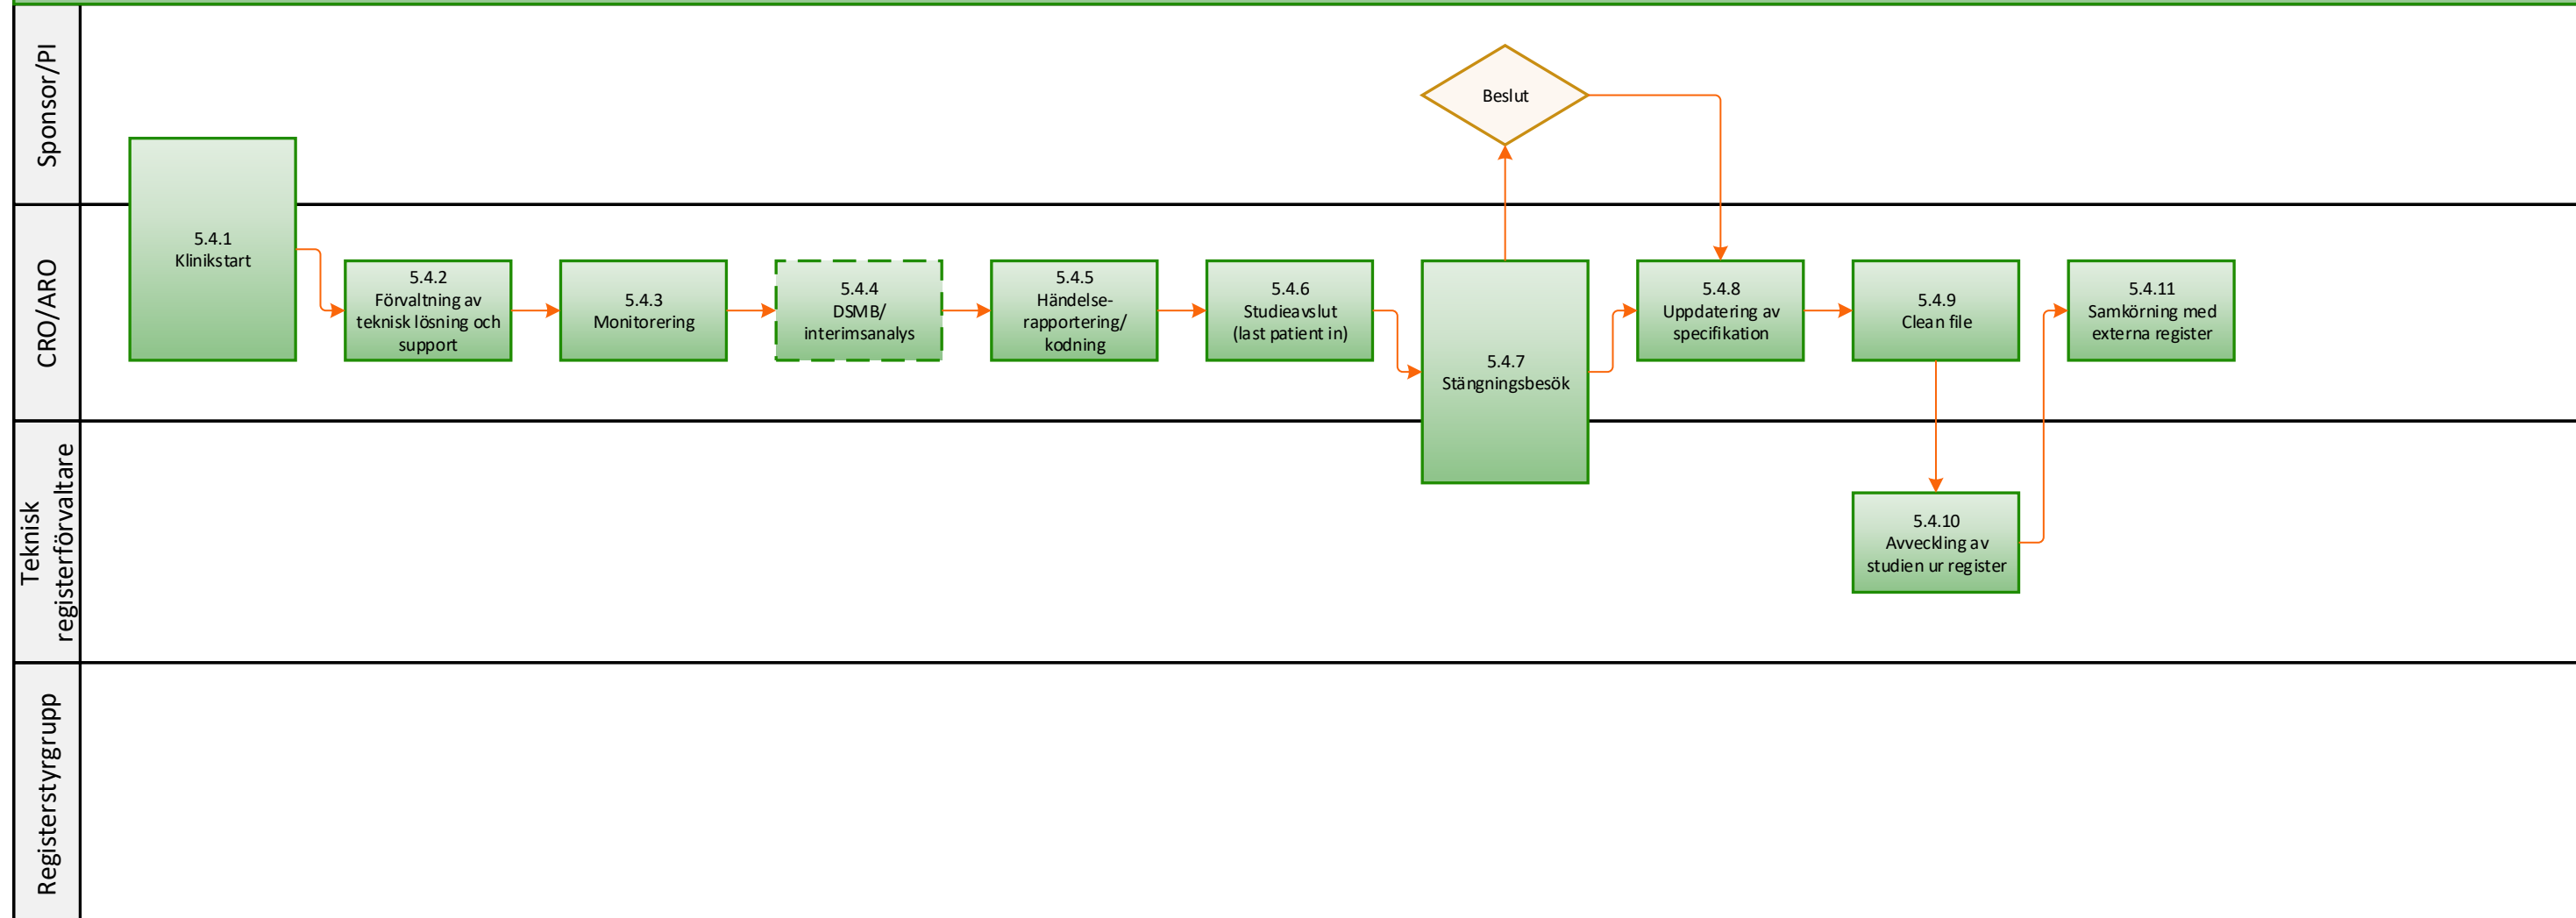 Sponsor/PI
Beslut
5.4.1
Klinikstart
CRO/ARO
5.4.2
Förvaltning av
teknisk lösning och
support
5.4.3
Monitorering
5.4.4
DSMB/
interimsanalys
5.4.5
Händelse-
rapportering/
kodning
5.4.6
Studieavslut
(last patient in)
5.4.7
Stängningsbesök
5.4.8
Uppdatering av
specifikation
5.4.9
Clean file
5.4.11
Samkörning med
externa register
Teknisk
registerförvaltare
5.4.10
Avveckling av
studien ur register
Registerstyrgrupp